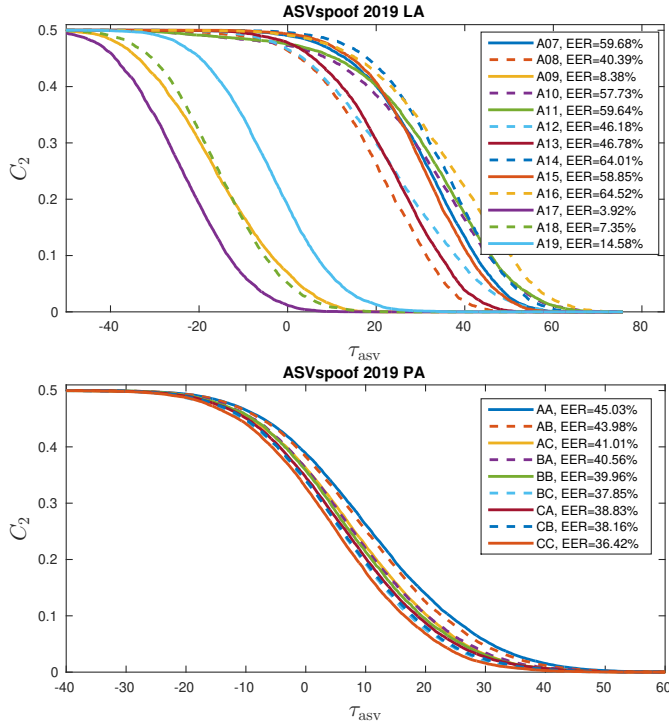 ASVspoof 2019 LA
0.5
0.4
0.3
0.2
0.1
0
C2
-40
-20
0
20
40
60
80
τasv
A07, EER=59.68%
A08, EER=40.39%
A09, EER=8.38%
A10, EER=57.73%
A11, EER=59.64%
A12, EER=46.18%
A13, EER=46.78%
A14, EER=64.01%
A15, EER=58.85%
A16, EER=64.52%
A17, EER=3.92%
A18, EER=7.35%
A19, EER=14.58%
ASVspoof 2019 PA
0.5
0.4
0.3
0.2
0.1
0
C2
-40
-30
-20
-10
0
10
20
30
40
50
60
τasv
AA, EER=45.03%
AB, EER=43.98%
AC, EER=41.01%
BA, EER=40.56%
BB, EER=39.96%
BC, EER=37.85%
CA, EER=38.83%
CB, EER=38.16%
CC, EER=36.42%